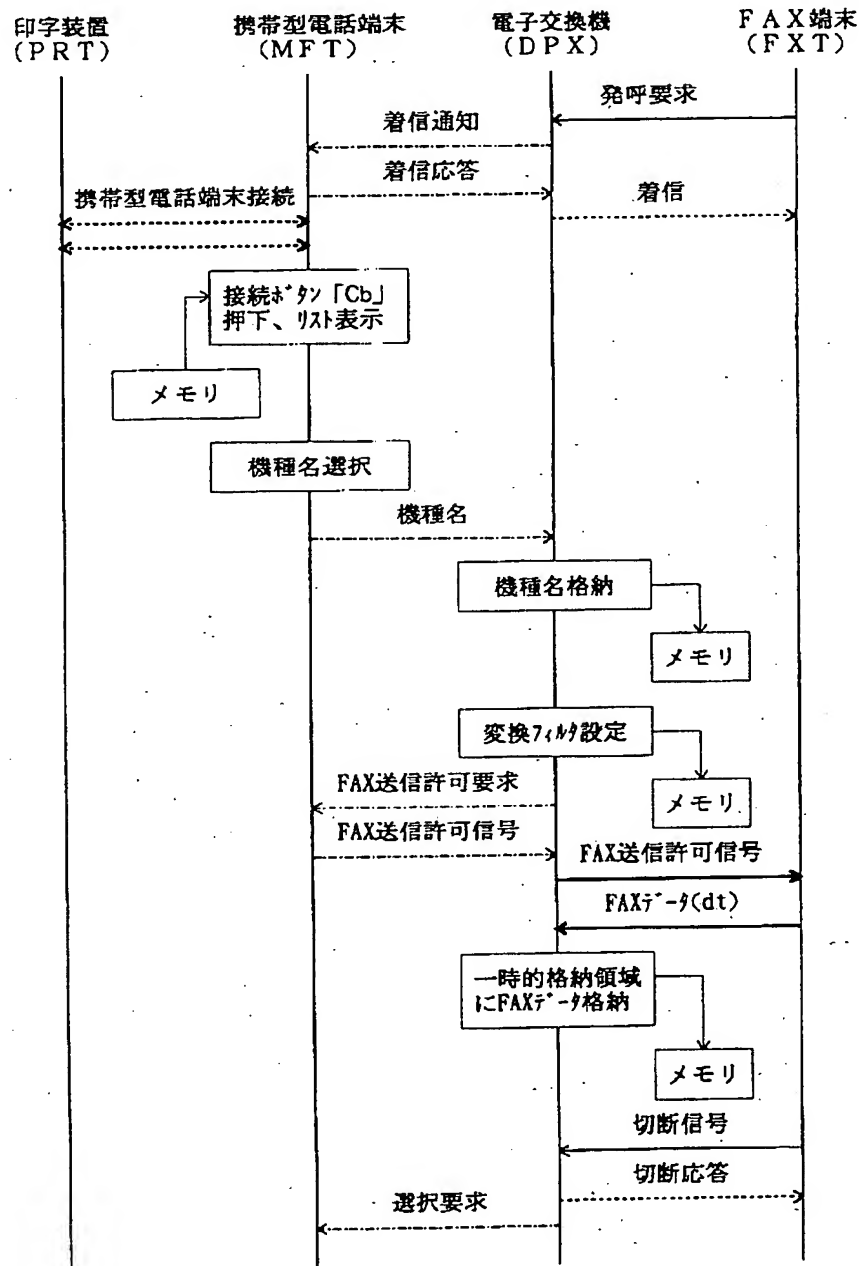 印字装置
(PRT)
携帯型電話端末
(MFT)
電子交換機
(DPX)
FAX端末
(FXT)
発呼要求
着信通知
着信応答
携帯型電話端末接続
着信
接続ボタン「Cb」
押下、リスト表示
メモリ
機種名選択
機種名
機種名格納
メモリ
変換フィルタ設定
メモリ
FAX送信許可要求
FAX送信許可信号
FAX送信許可信号
FAXデータ(dt)
一時的格納領域
にFAXデータ格納
メモリ
切断信号
切断応答
選択要求